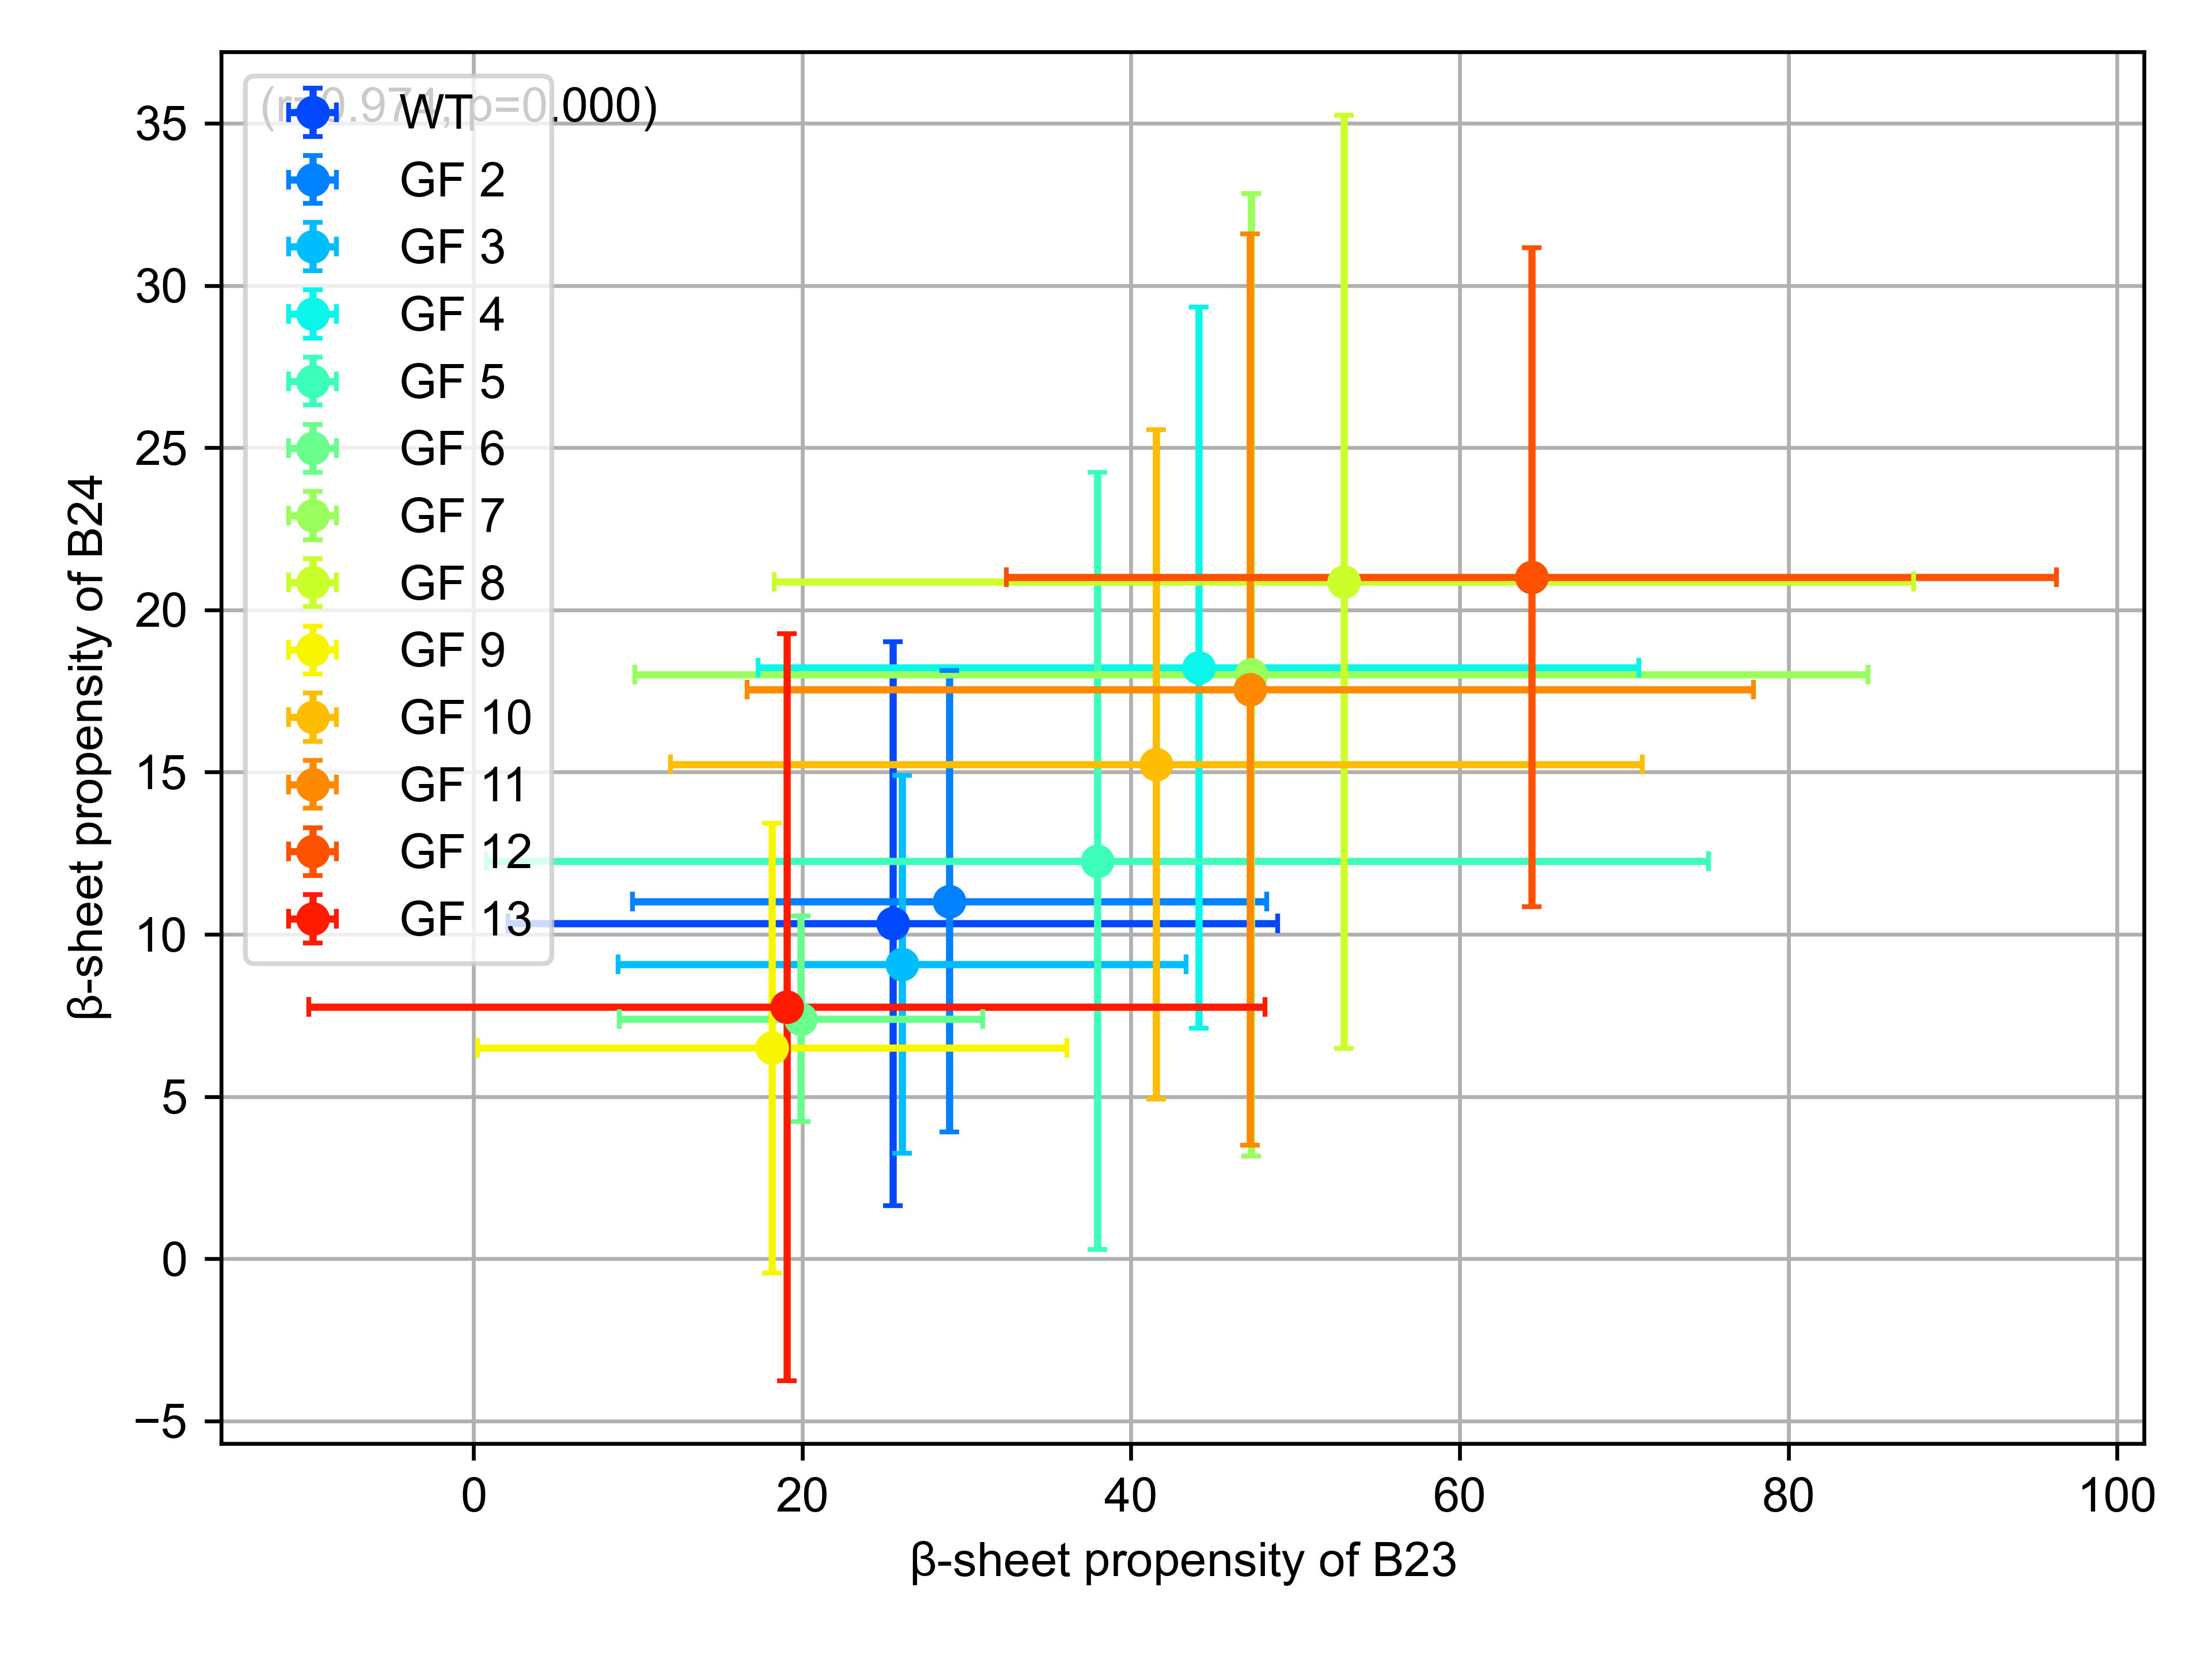 (r=0.974, p=0.000)
WT
GF 2
GF 3
GF 4
GF 5
GF 6
GF 7
GF 8
GF 9
GF 10
GF 11
GF 12
GF 13
35
30
25
20
15
10
5
0
−5
0 20 40 60 80 100
β-sheet propensity of B24
β-sheet propensity of B23